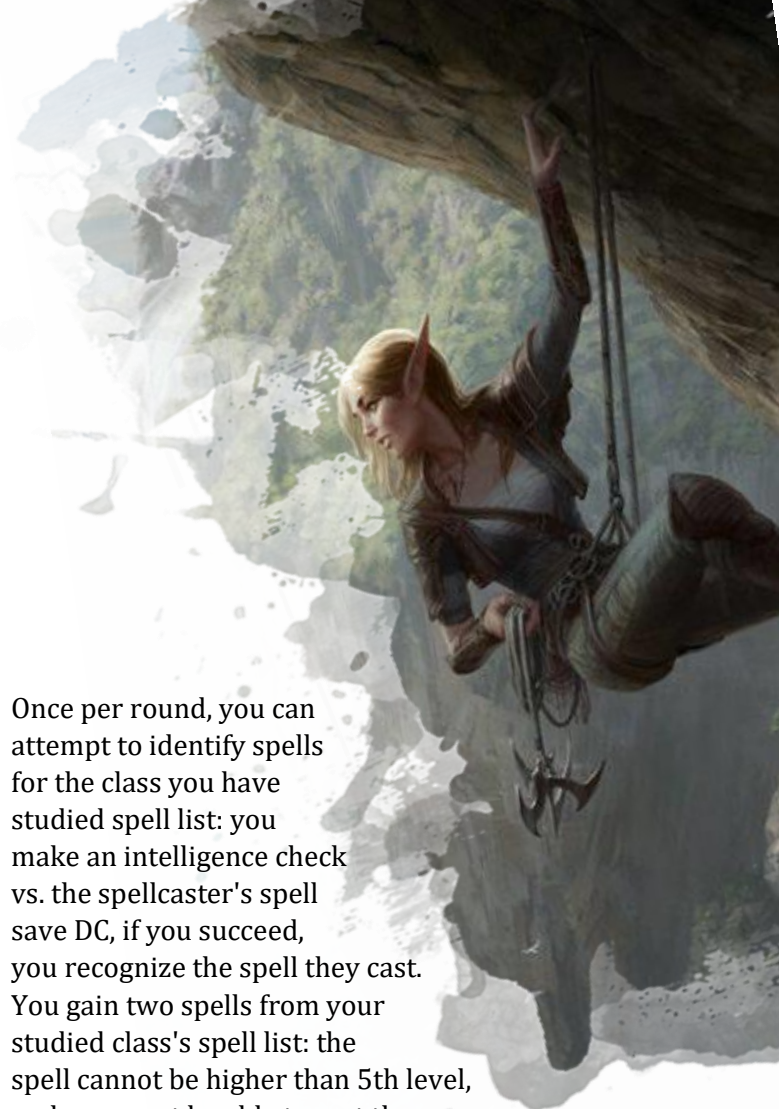 Once per round, you can
attempt to identify spells
for the class you have
studied spell list: you
make an intelligence check
vs. the spellcaster's spell
save DC, if you succeed,
you recognize the spell they cast.
You gain two spells from your
studied class's spell list: the
spell cannot be higher than 5th level,